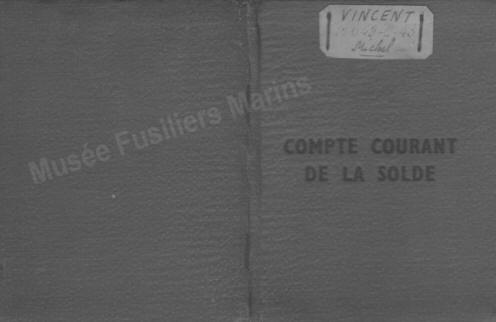 VINCENT
Michel
Musée Fusiliers Marins
COMPTE COURANT
DE LA SOLDE